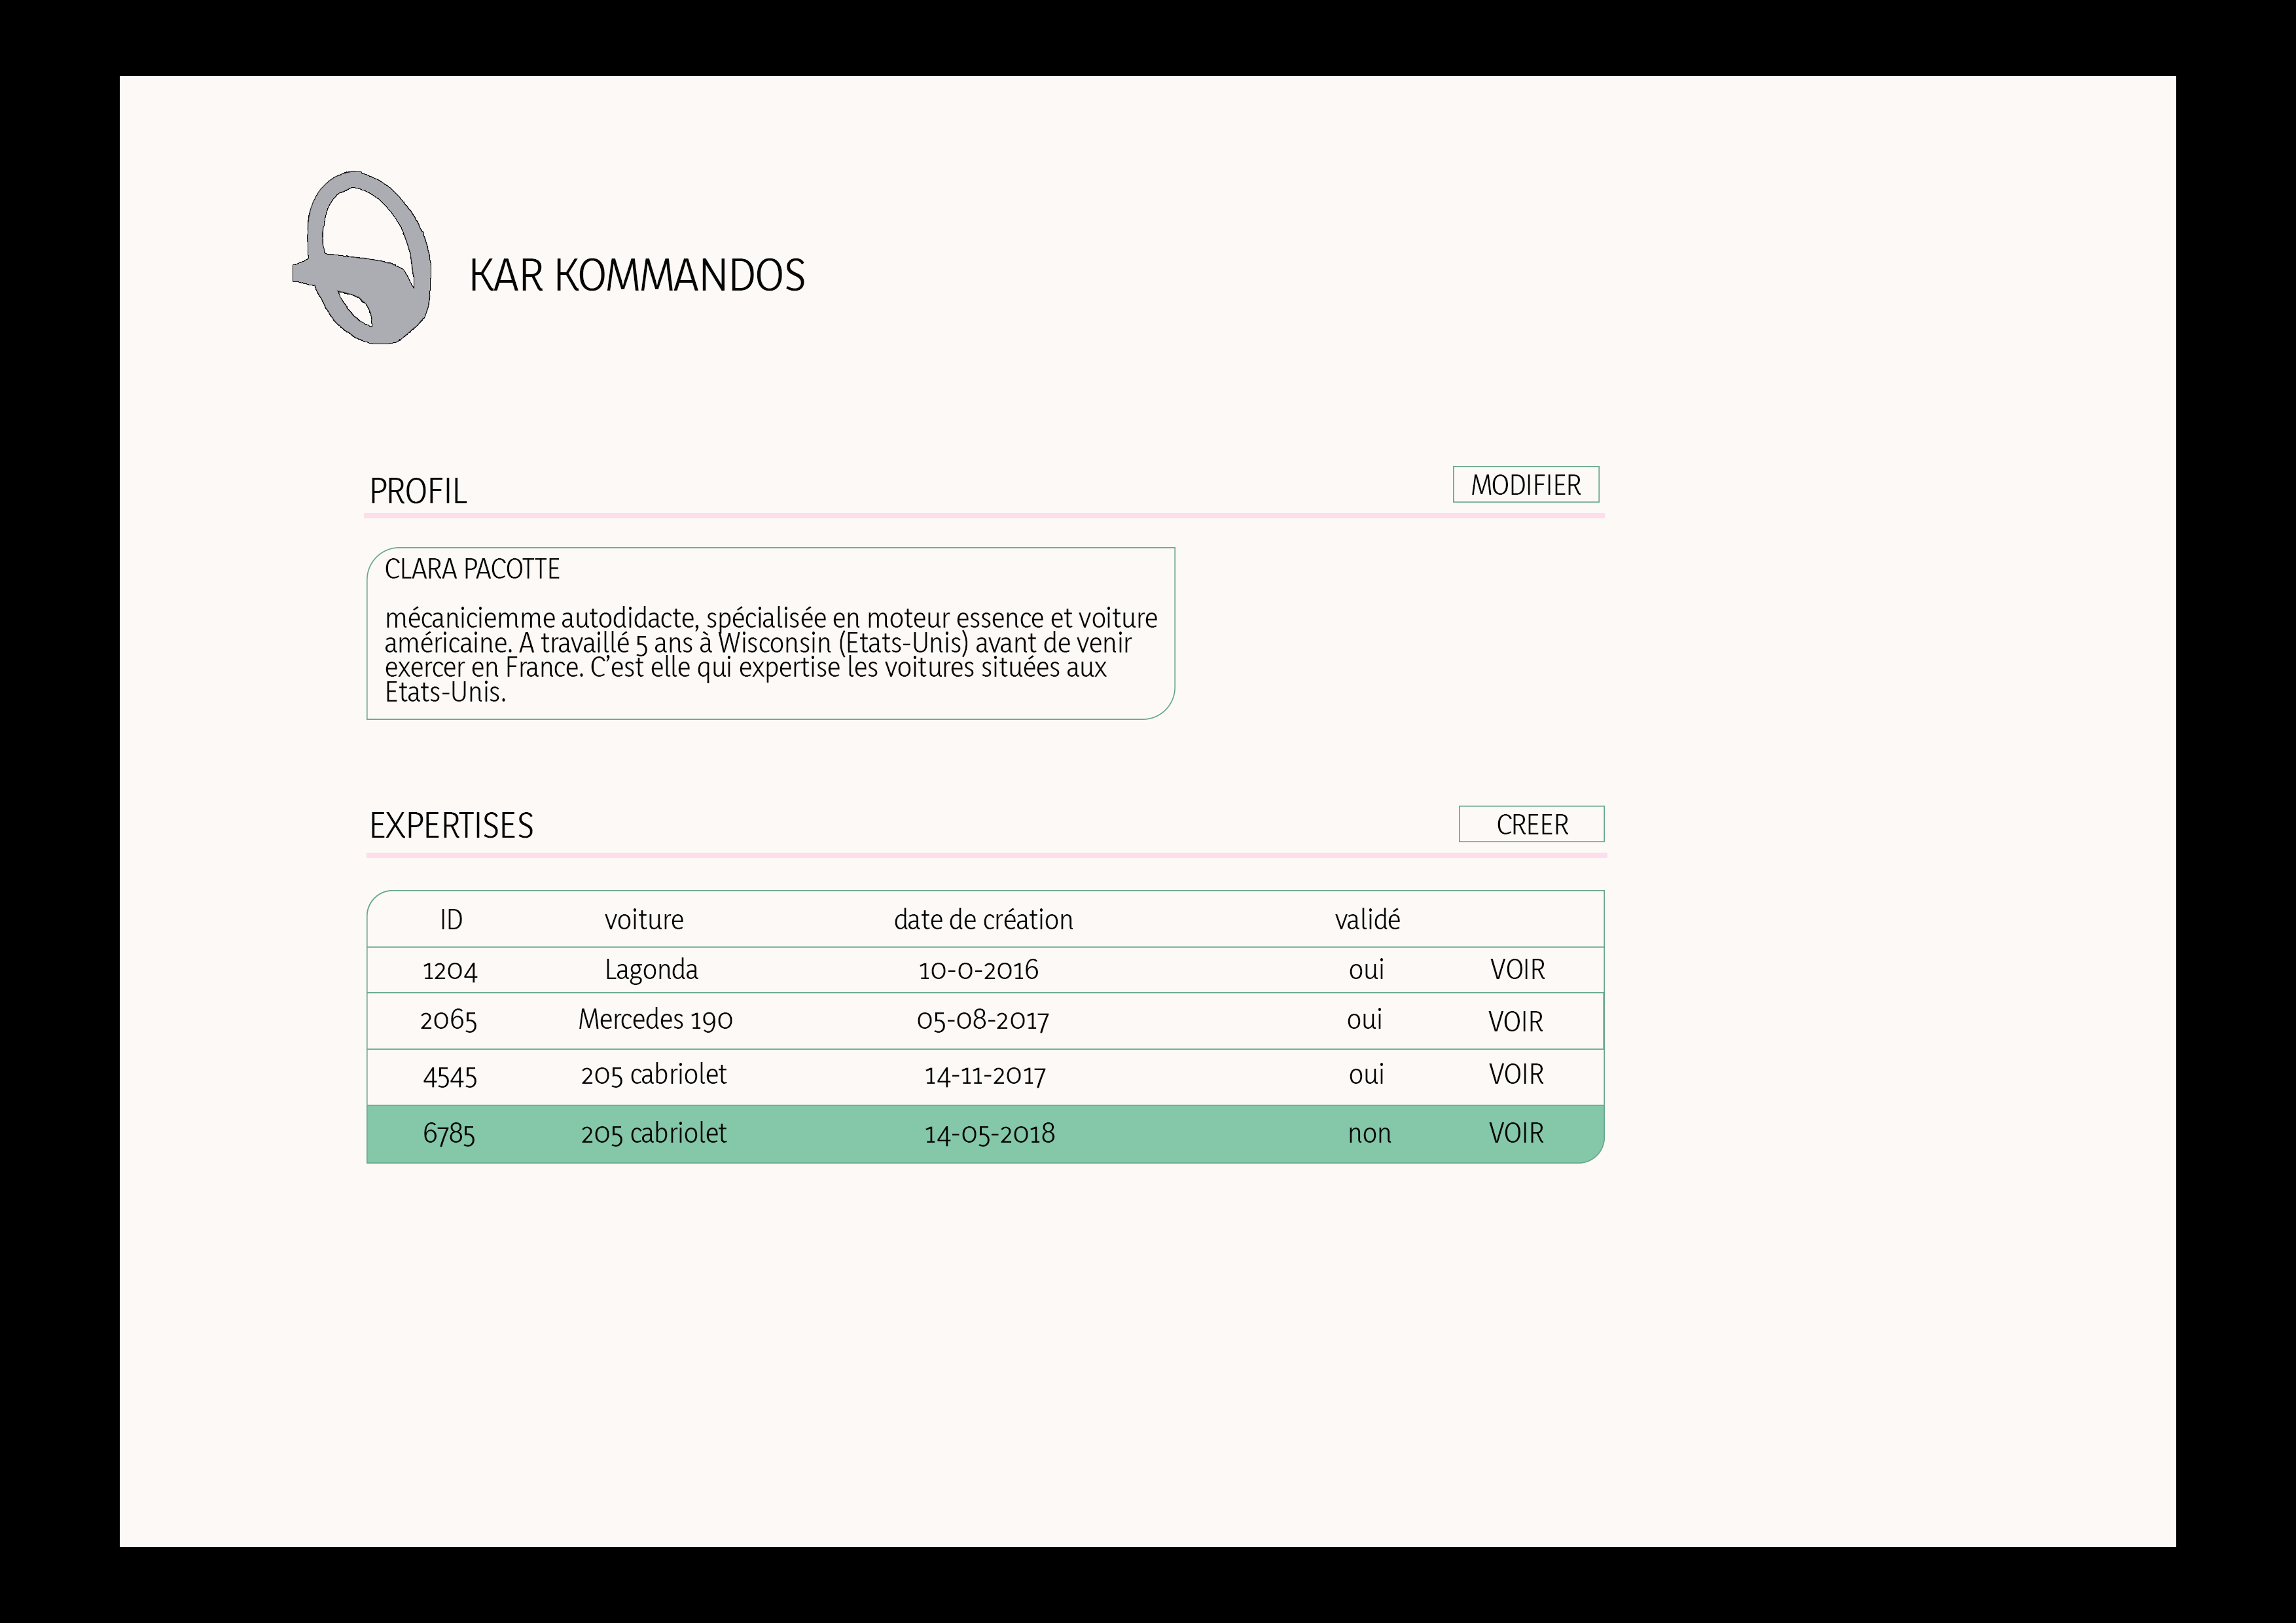 KAR KOMMANDOS
PROFIL
MODIFIER
CLARA PACOTTE
mécaniciemme autodidacte, spécialisée en moteur essence et voiture
américaine. A travaillé 5 ans à Wisconsin (Etats-Unis) avant de venir
exercer en France. C’est elle qui expertise les voitures situées aux
Etats-Unis.
EXPERTISES
CREER
ID voiture date de création validé
1204 Lagonda 10-0-2016 oui VOIR
2065 Mercedes 190 05-08-2017 oui VOIR
4545 205 cabriolet 14-11-2017 oui VOIR
6785 205 cabriolet 14-05-2018 non VOIR